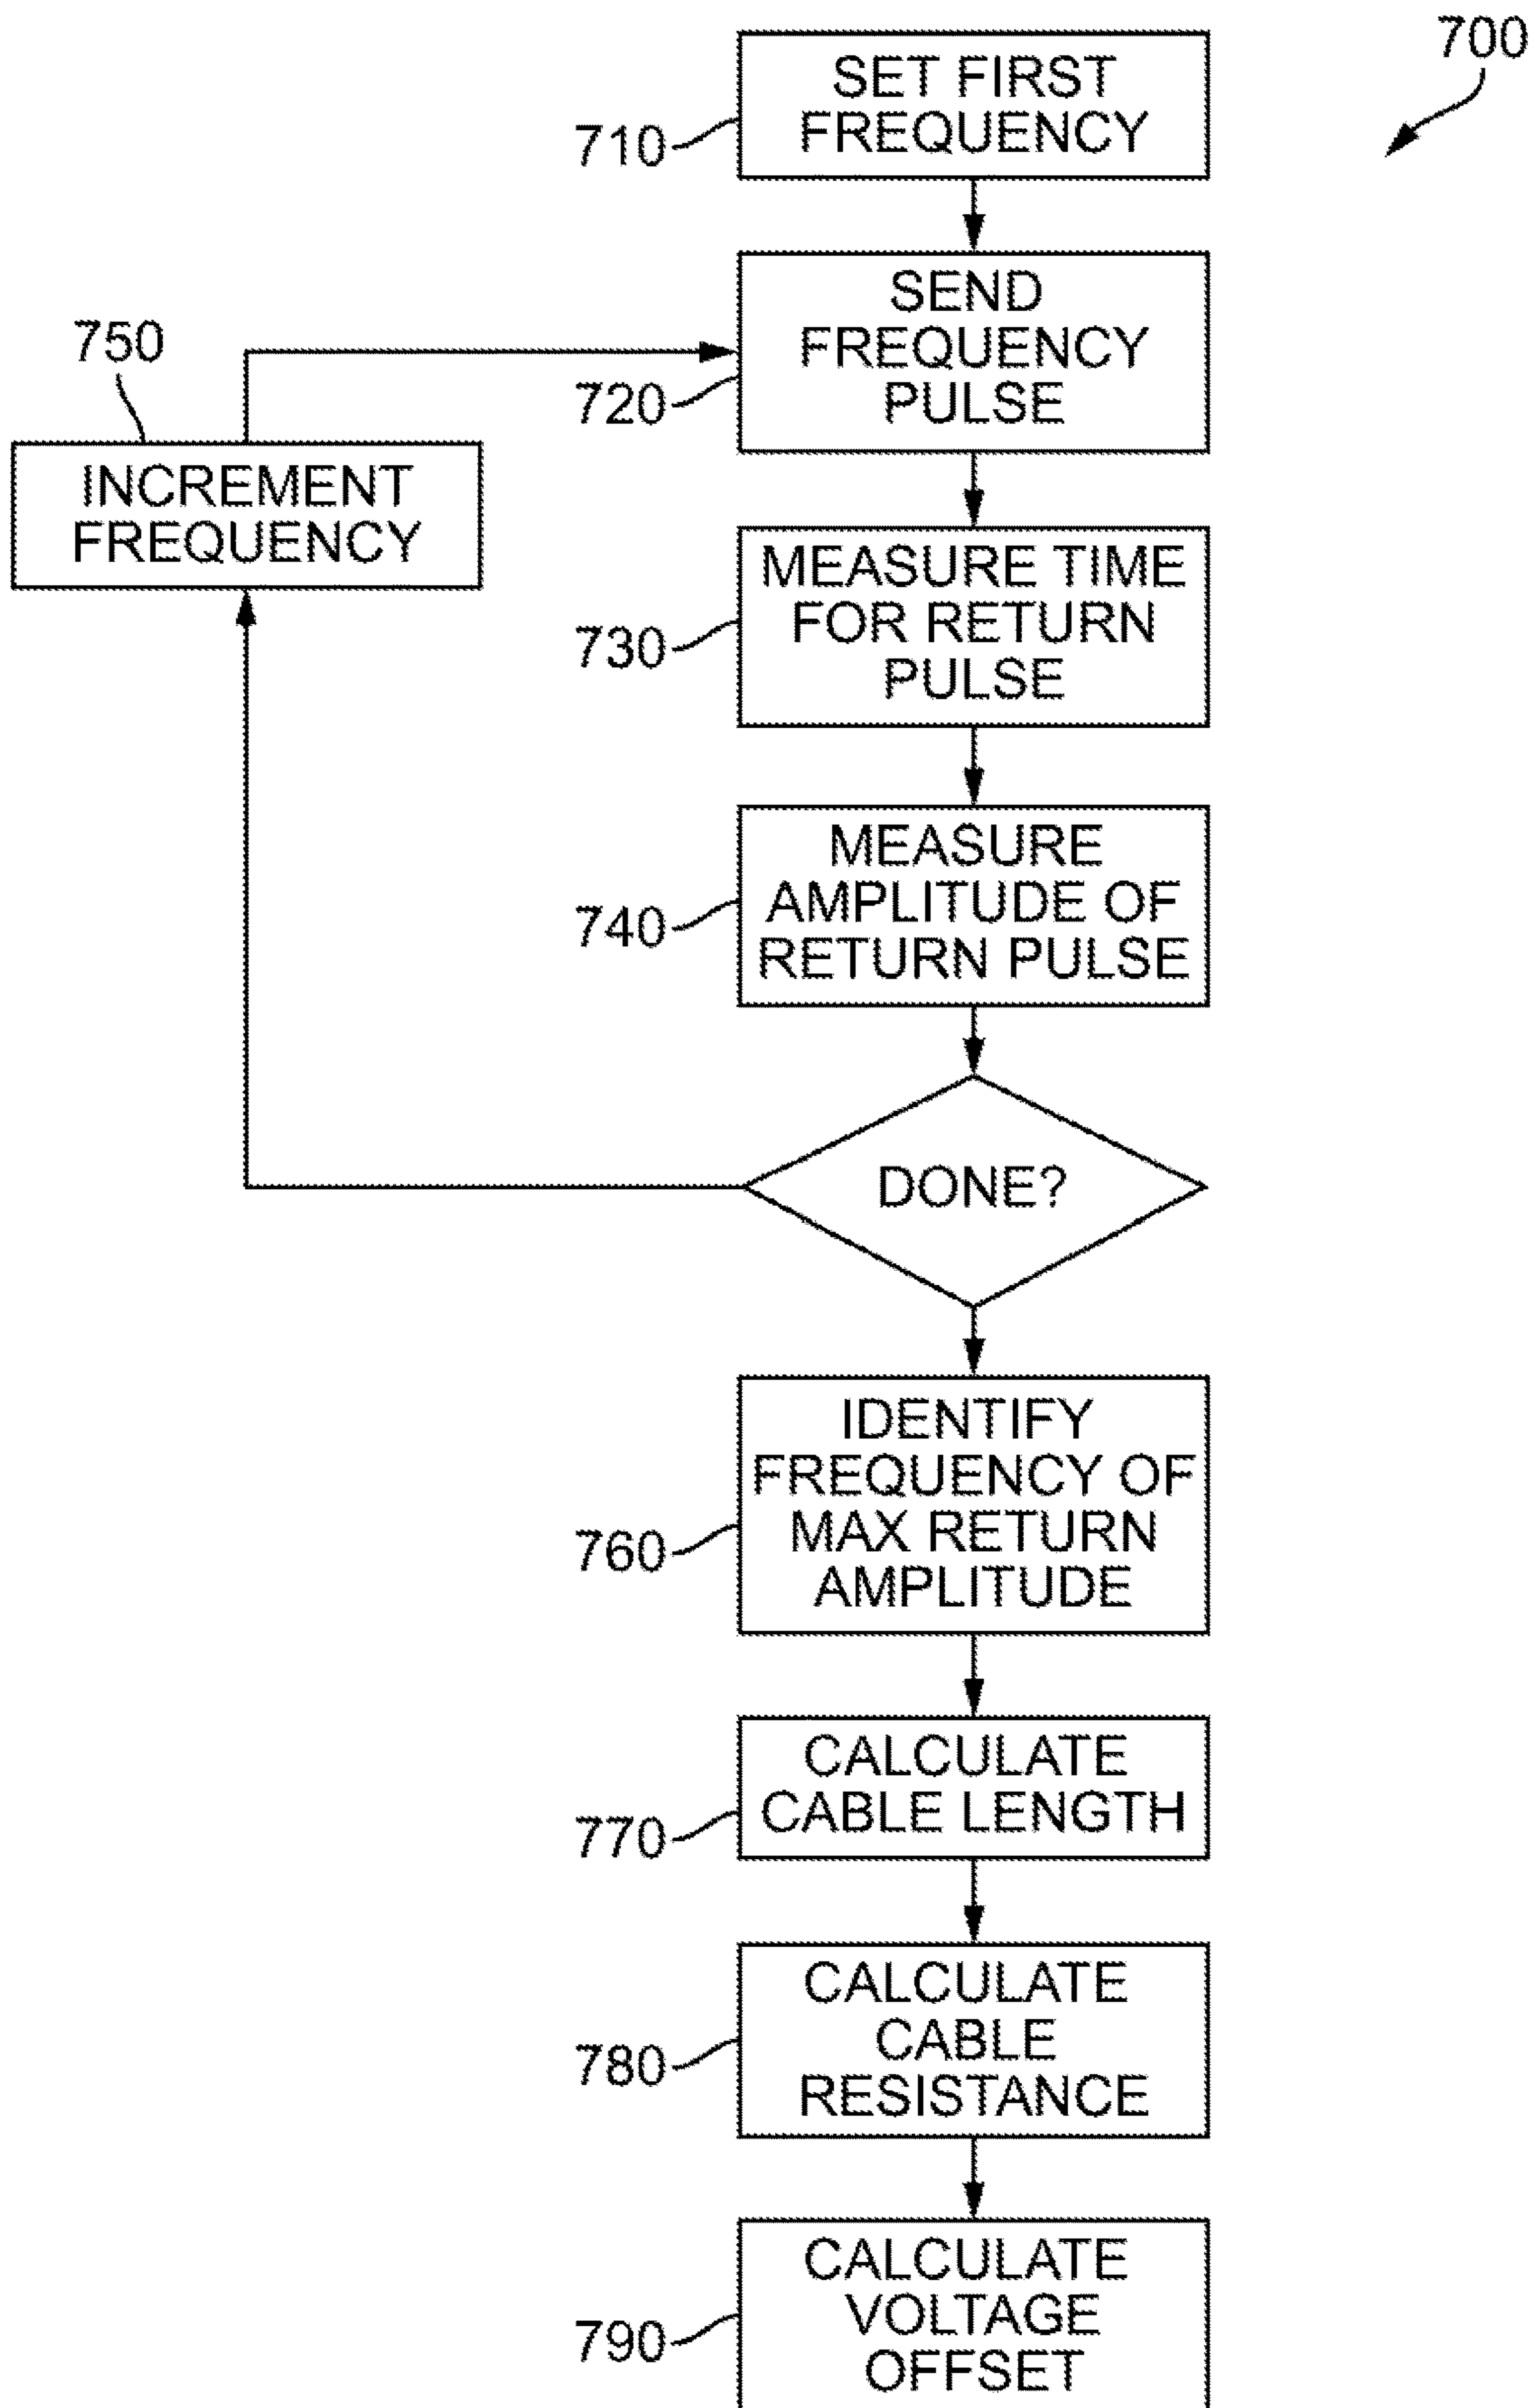 700
SET FIRST
FREQUENCY
710
SEND
FREQUENCY
PULSE
720
750
INCREMENT
FREQUENCY
MEASURE TIME
FOR RETURN
PULSE
730
MEASURE
AMPLITUDE OF
RETURN PULSE
740
DONE?
IDENTIFY
FREQUENCY OF
MAX RETURN
AMPLITUDE
760
CALCULATE
CABLE LENGTH
770
CALCULATE
CABLE
RESISTANCE
780
CALCULATE
VOLTAGE
OFFSET
790